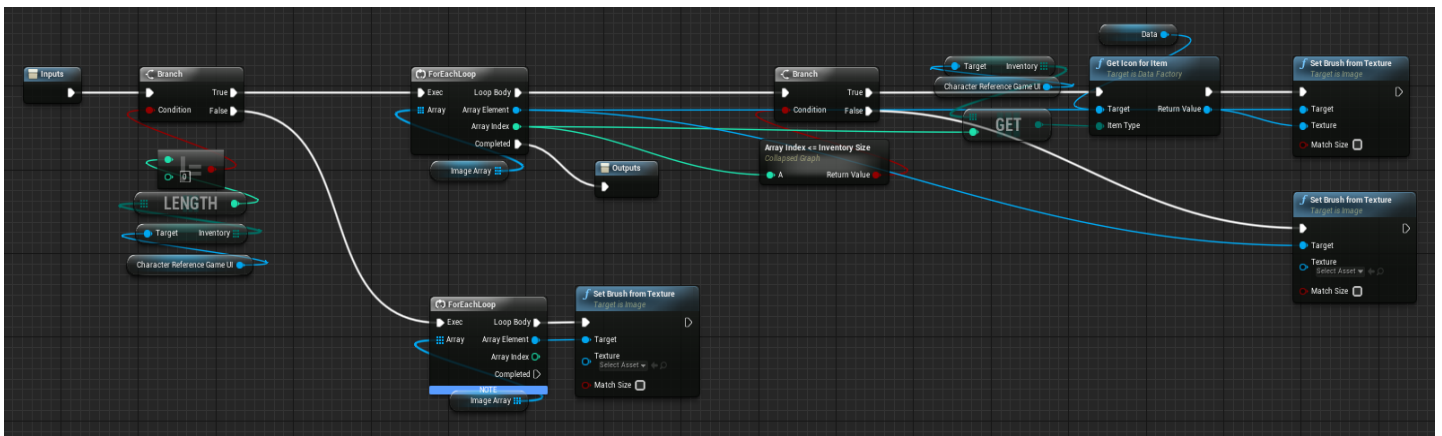 Inputs
Branch
True
Condition
False
!=
0
LENGTH
Target
Inventory
Character Reference Game UI
ForEachLoop
Exec
Loop Body
Array
Array Element
Array Index
Completed
Image Array
Outputs
ForEachLoop
Exec
Loop Body
Array
Array Element
Array Index
Completed
NOTE
Image Array
Set Brush from Texture
Target is Image
Target
Texture
Select Asset
Match Size
Branch
True
Condition
False
Array Index <= Inventory Size
Collapsed Graph
A
Return Value
Target
Inventory
Character Reference Game UI
GET
Data
Get Icon for Item
Target is Data Factory
Target
Return Value
Item Type
Set Brush from Texture
Target is Image
Target
Texture
Match Size
Set Brush from Texture
Target is Image
Target
Texture
Select Asset
Match Size